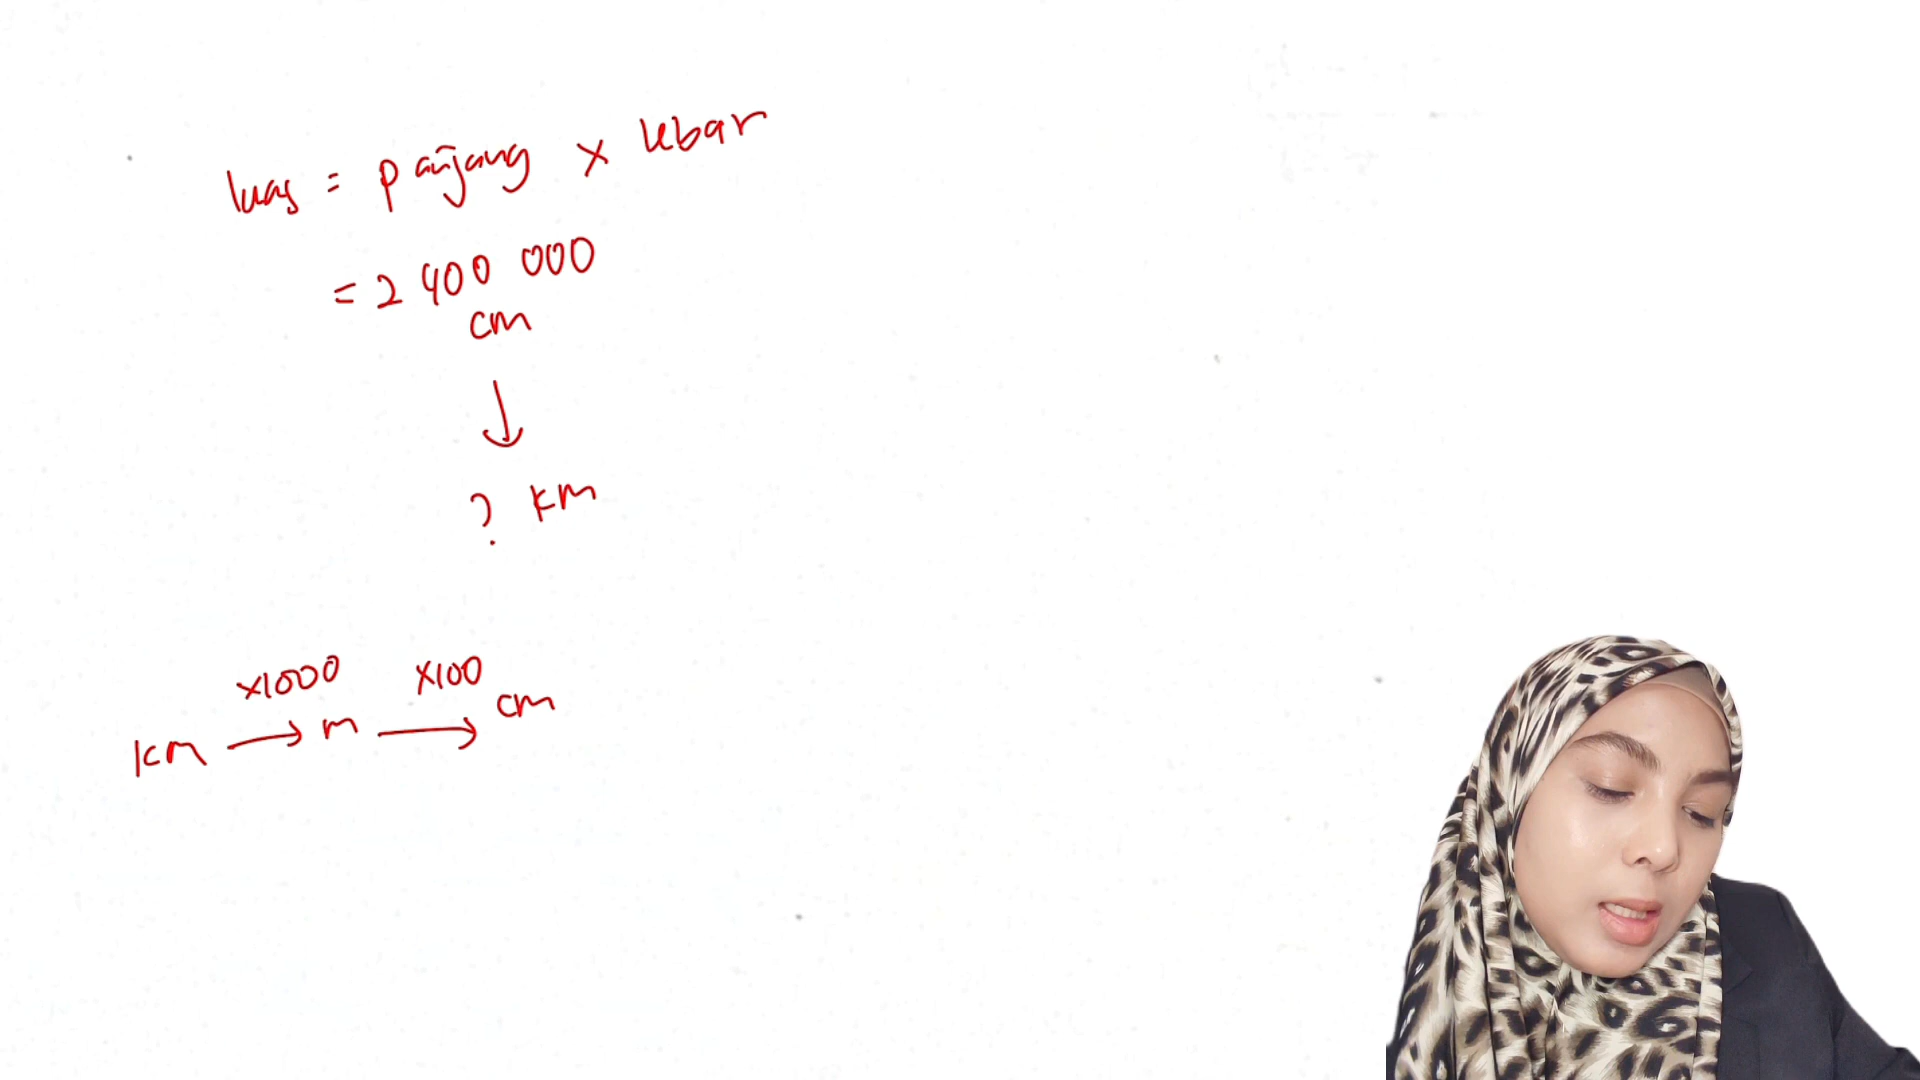 luas = panjang x lebar
= 2 400 000
cm
↓
? km
x1000 x100
km → m → cm